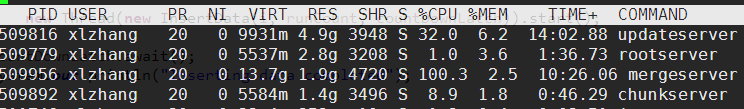 PID USER PR NI VIRT RES SHR S %CPU %MEM TIME+ COMMAND
509816 xlzhang 20 0 9931m 4.9g 3948 S 32.0 6.2 14:02.88 updateserver
509779 xlzhang 20 0 5537m 2.8g 3208 S 1.0 3.6 1:36.73 rootserver
509956 xlzhang 20 0 13.7g 1.9g 4720 S 100.3 2.5 10:26.06 mergeserver
509892 xlzhang 20 0 5584m 1.4g 3496 S 8.9 1.8 0:46.29 chunkserver